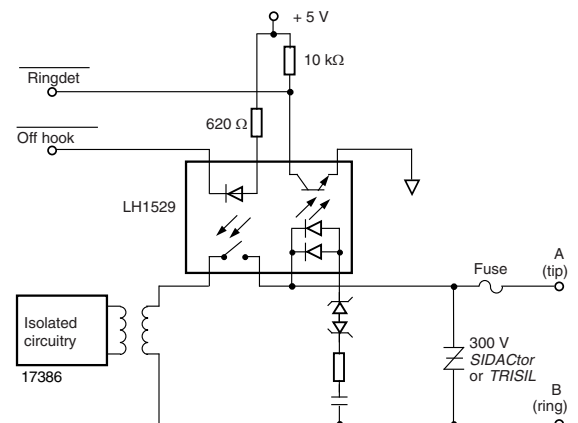 + 5 V
10 kΩ
Ringdet
620 Ω
Off hook
LH1529
A
(tip)
Fuse
Isolated
circuitry
300 V
SIDACtor
or TRISIL
17386
B
(ring)